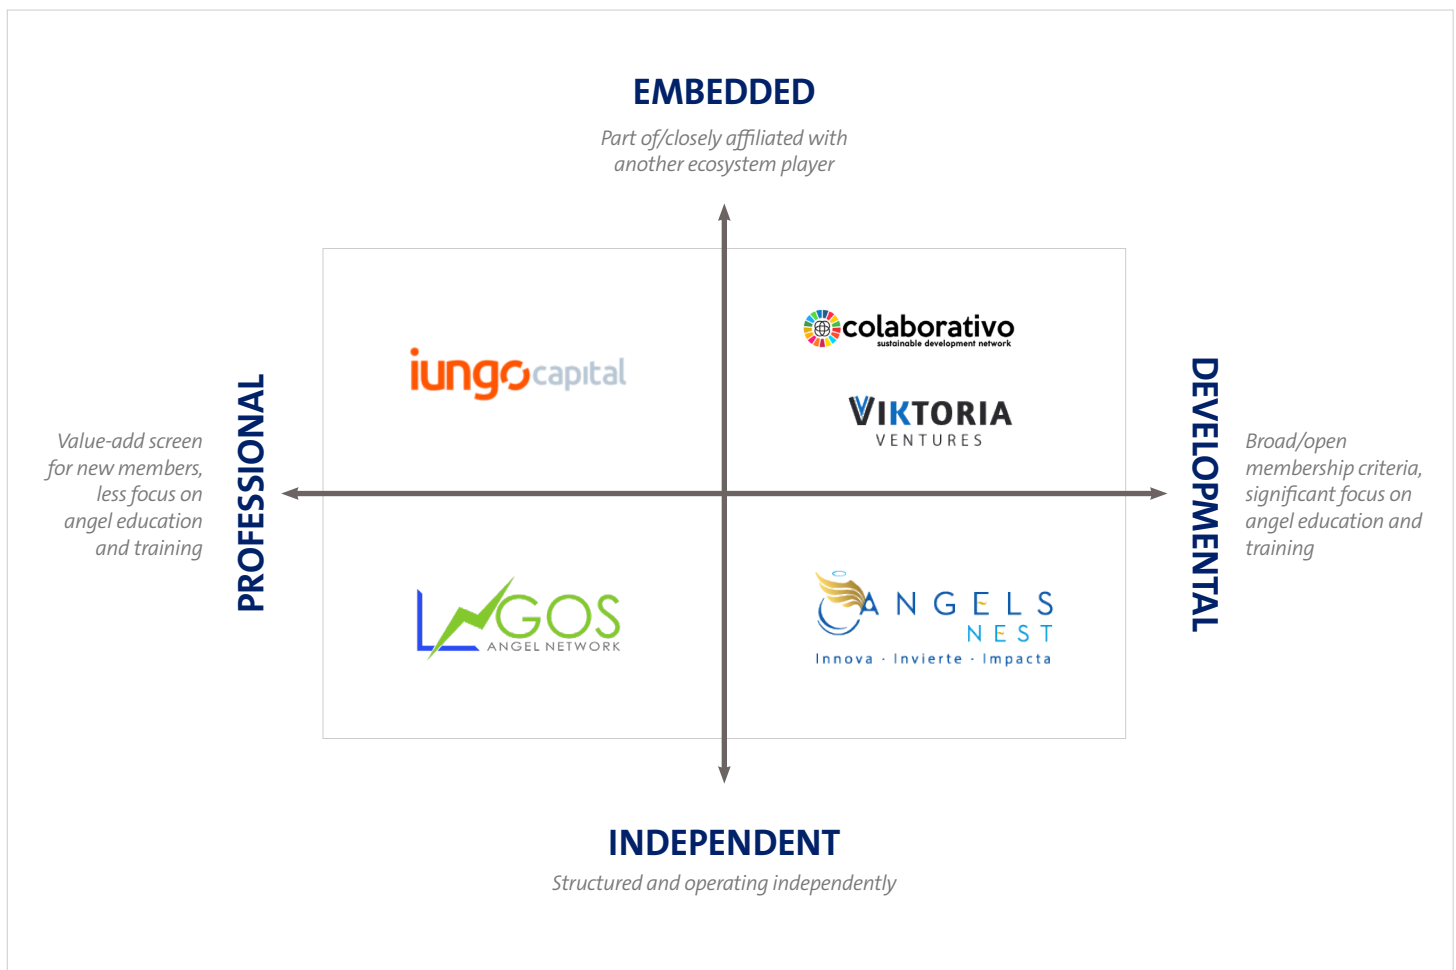 EMBEDDED
Part of/closely affiliated with
another ecosystem player
iungo capital
colaborativo
sustainable development network
VIKTORIA
VENTURES
PROFESSIONAL
Value-add screen
for new members,
less focus on
angel education
and training
DEVELOPMENTAL
Broad/open
membership criteria,
significant focus on
angel education and
training
LAGOS
ANGEL NETWORK
ANGELS
NEST
Innova · Invierte · Impacta
INDEPENDENT
Structured and operating independently